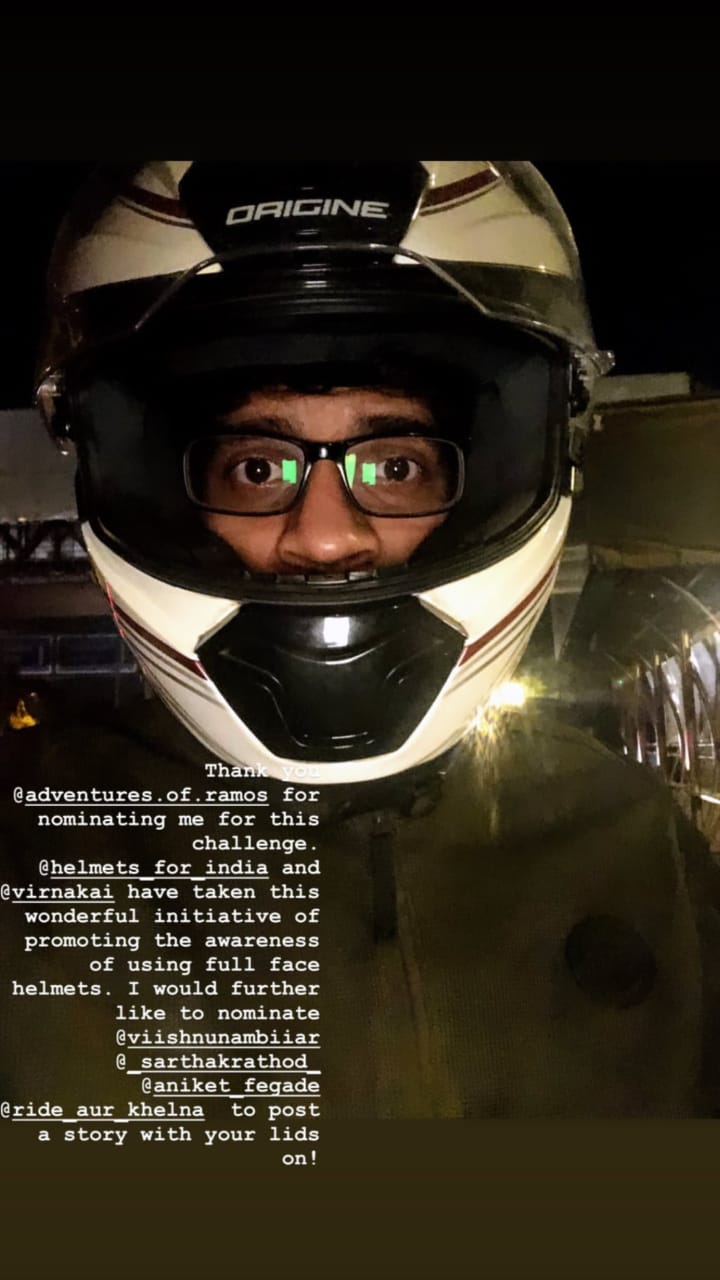 ORIGINE
Thank you
@adventures.of.ramos for
nominating me for this
challenge.
@helmets_for_india and
@virnakai have taken this
wonderful initiative of
promoting the awareness
of using full face
helmets. I would further
like to nominate
@viishnunambiiar
@_sarthakrathod_
@aniket_fegade
@ride_aur_khelna to post
a story with your lids
on!